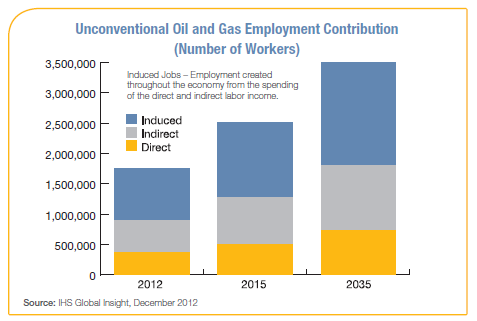 Unconventional Oil and Gas Employment Contribution
(Number of Workers)
3,500,000
3,000,000
2,500,000
2,000,000
1,500,000
1,000,000
500,000
0
Induced Jobs – Employment created
throughout the economy from the spending
of the direct and indirect labor income.
Induced
Indirect
Direct
2012
2015
2035
Source: IHS Global Insight, December 2012